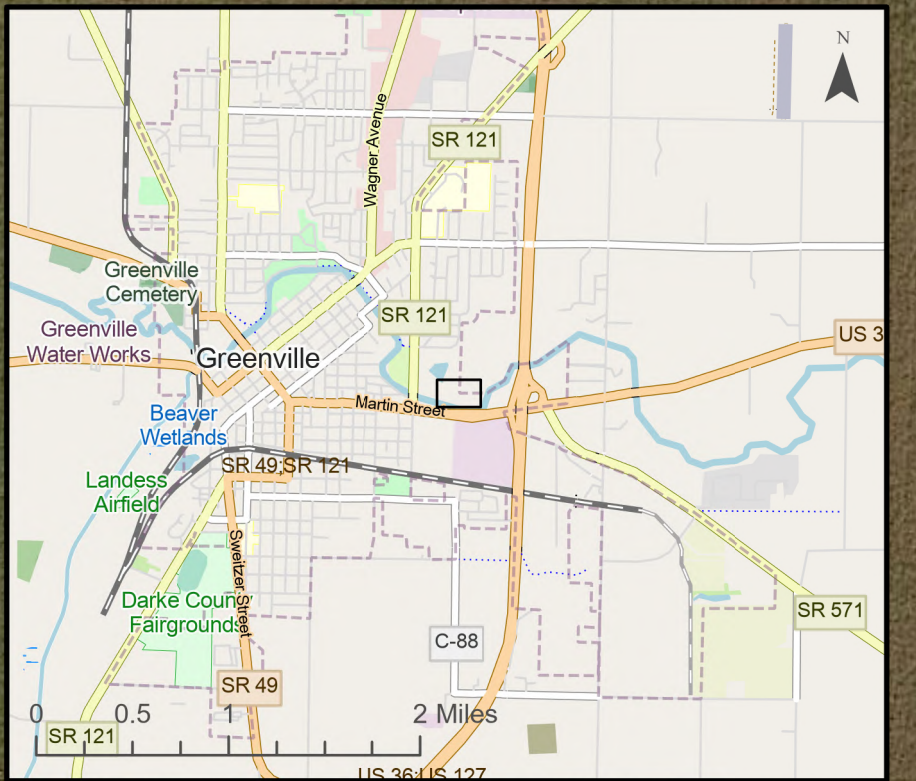 N
Wagner Avenue
SR 121
Greenville
Cemetery
SR 121
Greenville
Water Works
US 3
Greenville
Martin Street
Beaver
Wetlands
SR 49;SR 121
Landess
Airfield
Sweitzer Street
Darke County
Fairgrounds
SR 571
C-88
SR 49
0 0.5 1 2 Miles
SR 121
US 36;US 127